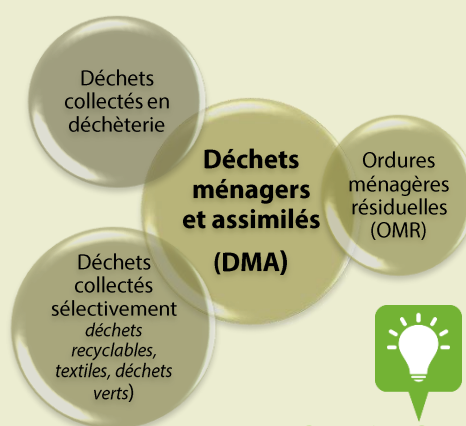 Déchets
collectés en
déchèterie
Déchets
ménagers
et assimilés
(DMA)
Ordures
ménagères
résiduelles
(OMR)
Déchets
collectés
sélectivement
déchets
recyclables,
textiles, déchets
verts)